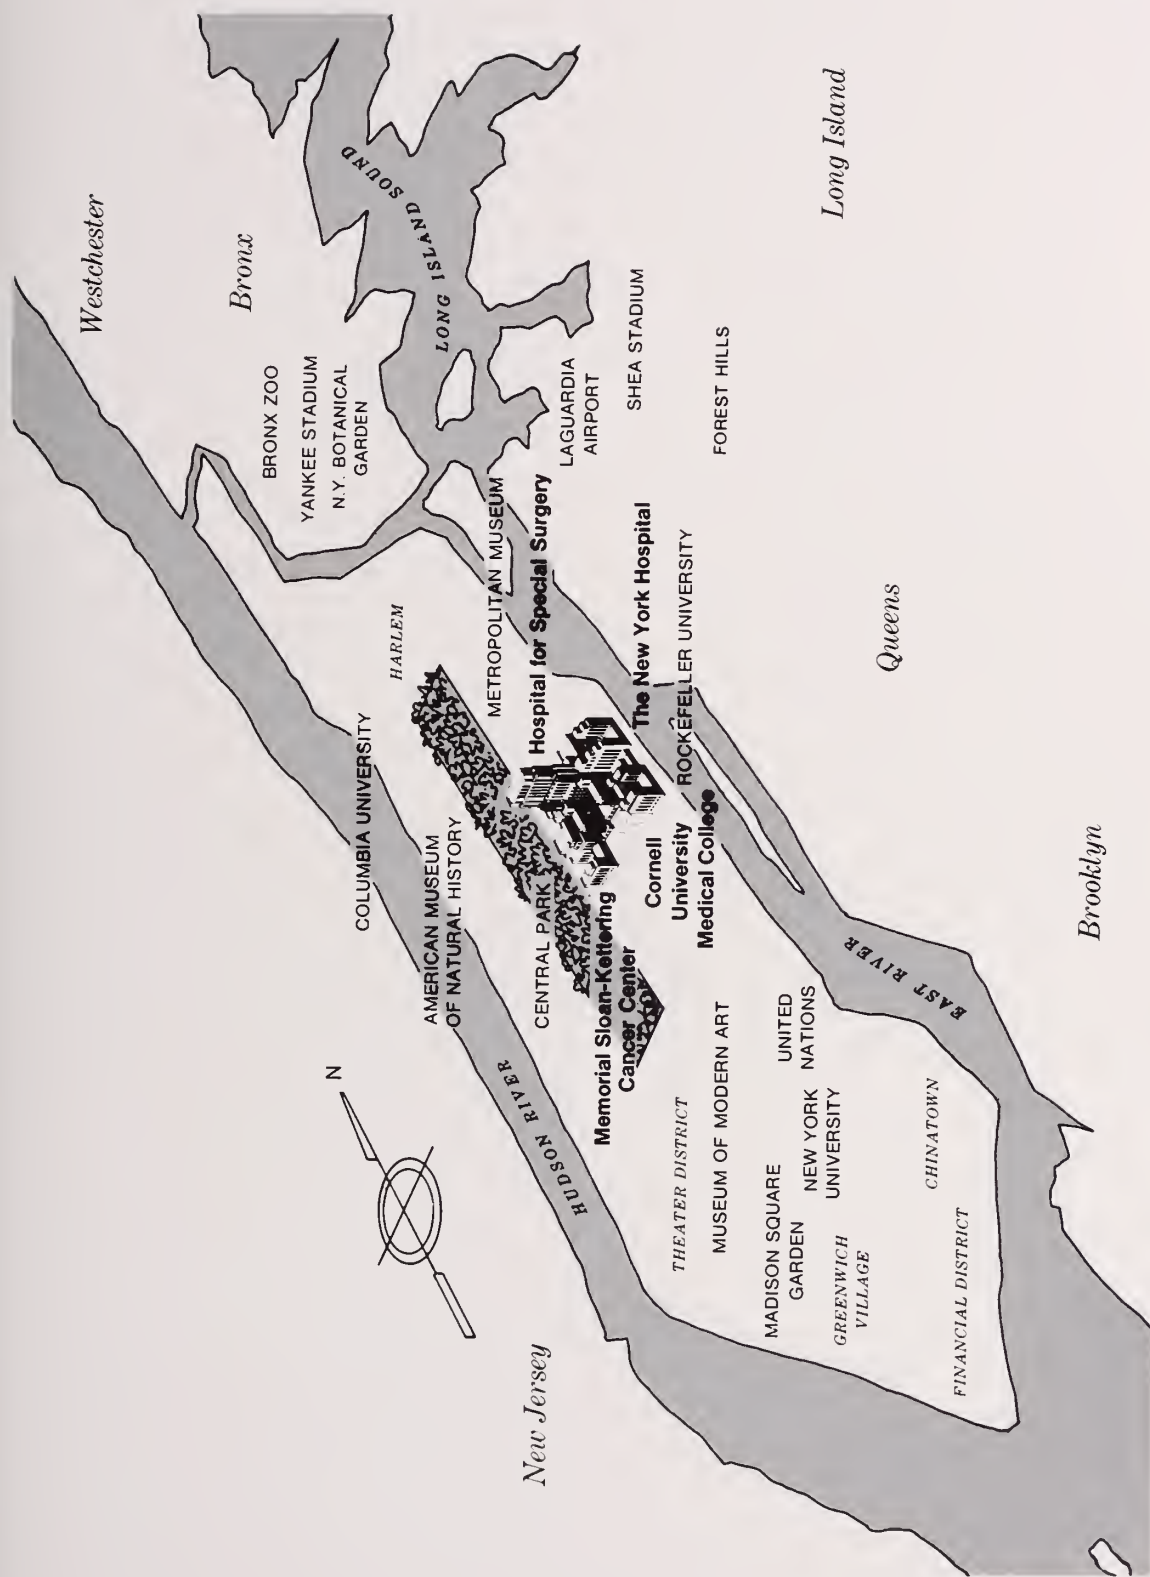 Westchester
Bronx
BRONX ZOO
YANKEE STADIUM
N.Y. BOTANICAL
GARDEN
LONG ISLAND SOUND
Long Island
LAGUARDIA
AIRPORT
SHEA STADIUM
FOREST HILLS
HARLEM
METROPOLITAN MUSEUM
Hospital for Special Surgery
The New York Hospital
ROCKEFELLER UNIVERSITY
Queens
COLUMBIA UNIVERSITY
AMERICAN MUSEUM
OF NATURAL HISTORY
CENTRAL PARK
Cornell
University
Medical College
Memorial Sloan-Kettering
Cancer Center
N
HUDSON RIVER
THEATER DISTRICT
MUSEUM OF MODERN ART
UNITED
NATIONS
EAST RIVER
Brooklyn
MADISON SQUARE
GARDEN
NEW YORK
UNIVERSITY
GREENWICH
VILLAGE
CHINATOWN
FINANCIAL DISTRICT
New Jersey